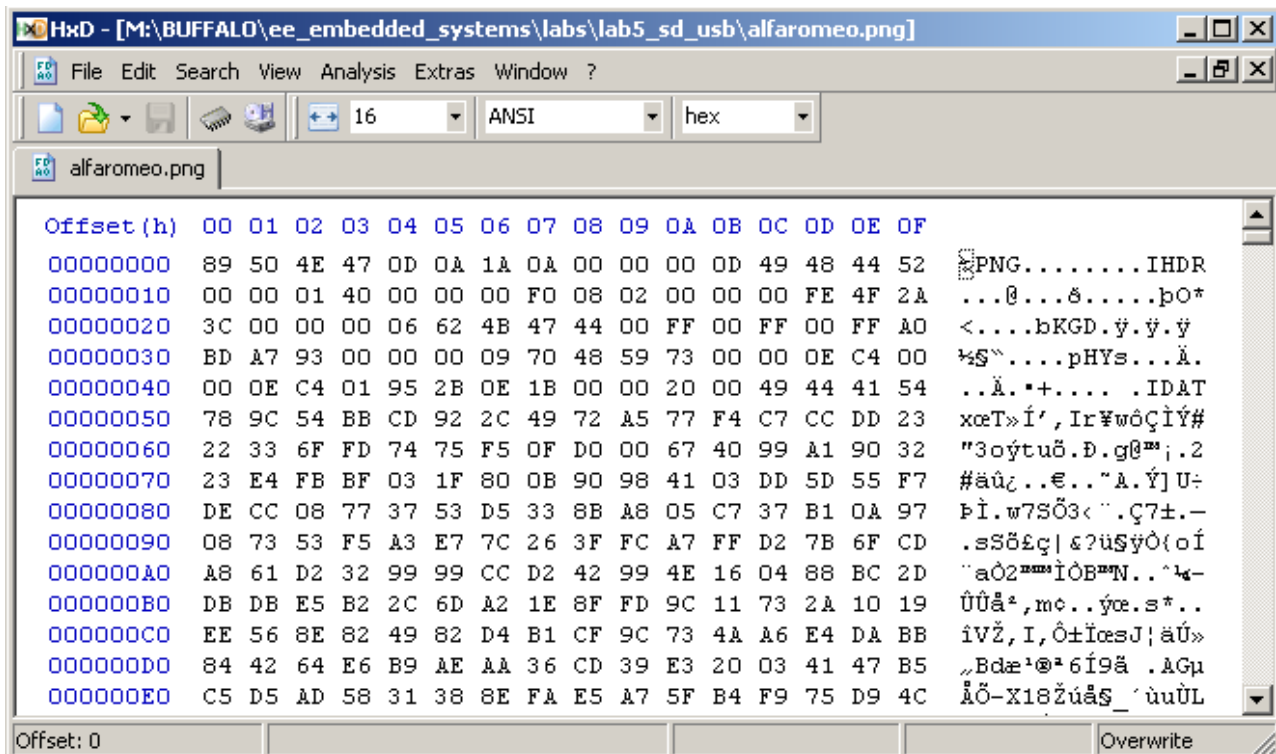 HxD - [M:\BUFFALO\ee_embedded_systems\labs\lab5_sd_usb\alfaromeo.png]
File Edit Search View Analysis Extras Window ?
16 ANSI hex
alfaromeo.png
Offset(h) 00 01 02 03 04 05 06 07 08 09 0A 0B 0C 0D 0E 0F
00000000 89 50 4E 47 0D 0A 1A 0A 00 00 00 0D 49 48 44 52 ‰PNG........IHDR
00000010 00 00 01 40 00 00 00 F0 08 02 00 00 00 FE 4F 2A ...@...ð.....þO*
00000020 3C 00 00 00 06 62 4B 47 44 00 FF 00 FF 00 FF A0 <....bKGD.ÿ.ÿ.ÿ
00000030 BD A7 93 00 00 00 09 70 48 59 73 00 00 0E C4 00 ½§“....pHYs...Ä.
00000040 00 0E C4 01 95 2B 0E 1B 00 00 20 00 49 44 41 54 ..Ä.•+.... .IDAT
00000050 78 9C 54 BB CD 92 2C 49 72 A5 77 F4 C7 CC DD 23 xœT»Í’,Ir¥wôÇÌÝ#
00000060 22 33 6F FD 74 75 F5 0F D0 00 67 40 99 A1 90 32 "3oýtuõ.Ð.g@™¡.2
00000070 23 E4 FB BF 03 1F 80 0B 90 98 41 03 DD 5D 55 F7 #äû¿..€..˜A.Ý]U÷
00000080 DE CC 08 77 37 53 D5 33 8B A8 05 C7 37 B1 0A 97 ÞÌ.w7SÕ3‹¨.Ç7±.—
00000090 08 73 53 F5 A3 E7 7C 26 3F FC A7 FF D2 7B 6F CD .sSõ£ç|&?ü§ÿÒ{oÍ
000000A0 A8 61 D2 32 99 99 CC D2 42 99 4E 16 04 88 BC 2D ¨aÒ2™™ÌÒB™N..ˆ¼-
000000B0 DB DB E5 B2 2C 6D A2 1E 8F FD 9C 11 73 2A 10 19 ÛÛå²,m¢..ýœ.s*..
000000C0 EE 56 8E 82 49 82 D4 B1 CF 9C 73 4A A6 E4 DA BB îVŽ‚I‚Ô±ÏœsJ¦äÚ»
000000D0 84 42 64 E6 B9 AE AA 36 CD 39 E3 20 03 41 47 B5 „Bdæ¹®ª6Í9ã .AGµ
000000E0 C5 D5 AD 58 31 38 8E FA E5 A7 5F B4 F9 75 D9 4C ÅÕ-X18Žúå§_´ùuÙL
Offset: 0 Overwrite